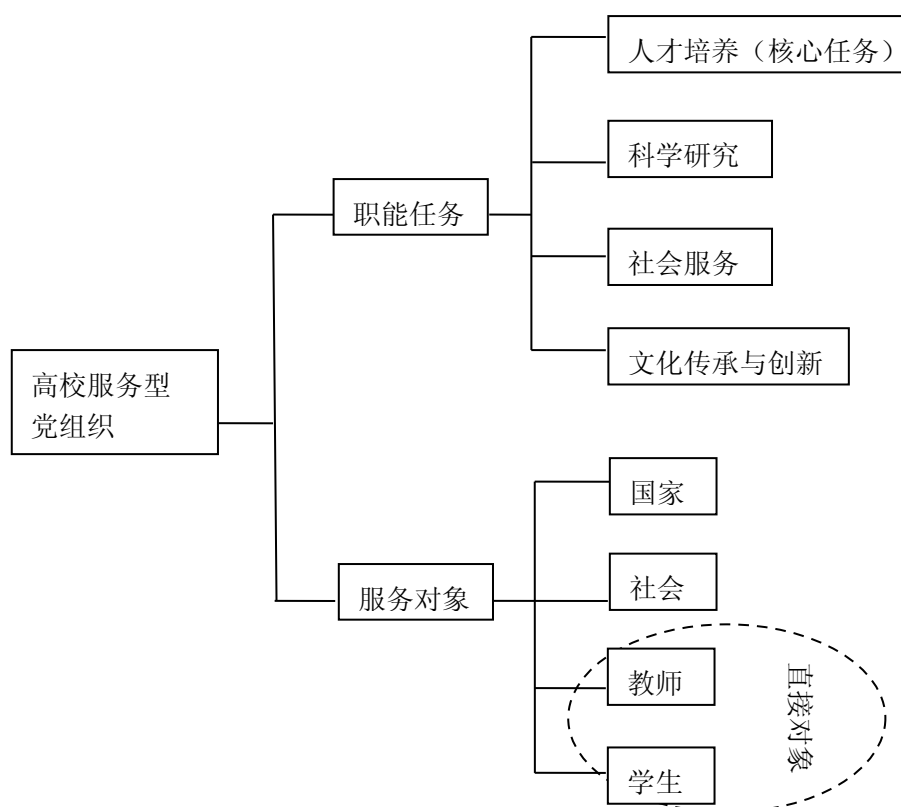 人才培养（核心任务）
科学研究
职能任务
社会服务
文化传承与创新
高校服务型
党组织
国家
服务对象
社会
教师
直接对象
学生